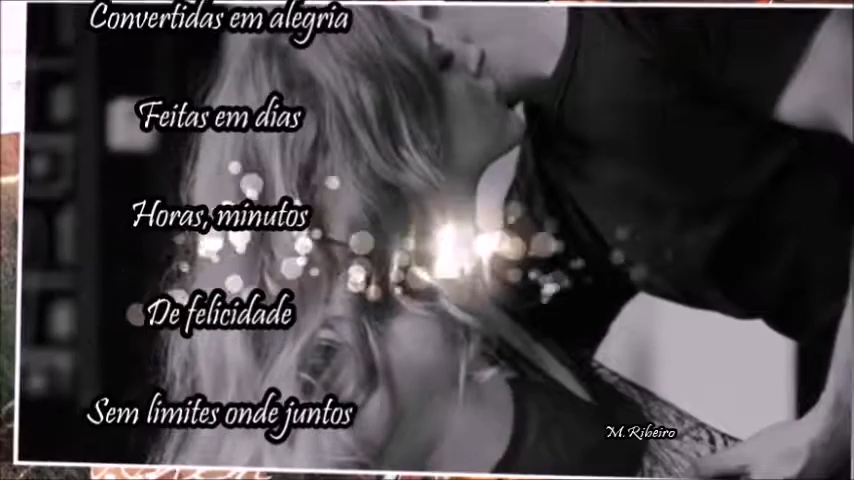 Convertidas em alegria
Feitas em dias
Horas, minutos
De felicidade
Sem limites onde juntos
M. Ribeiro